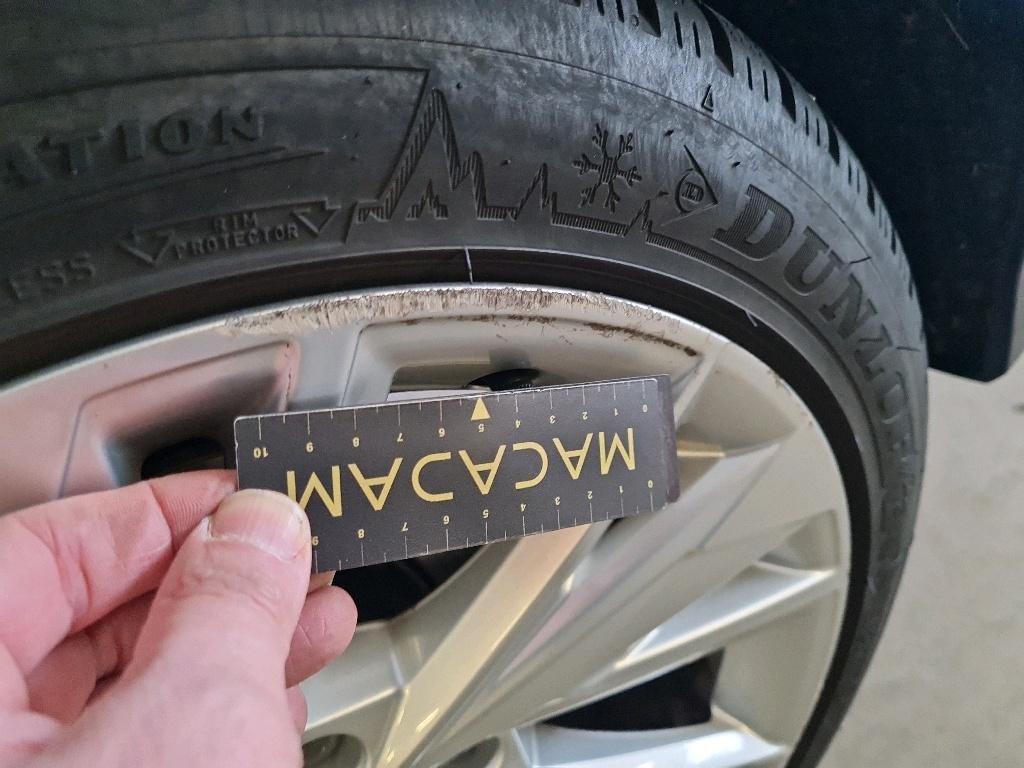 ATION
RIM
PROTECTOR
ESS
D
DUNLOP
0 1 2 3 4 5 6 7 8 9 10
MACADAM
0 1 2 3 4 5 6 7 8 9